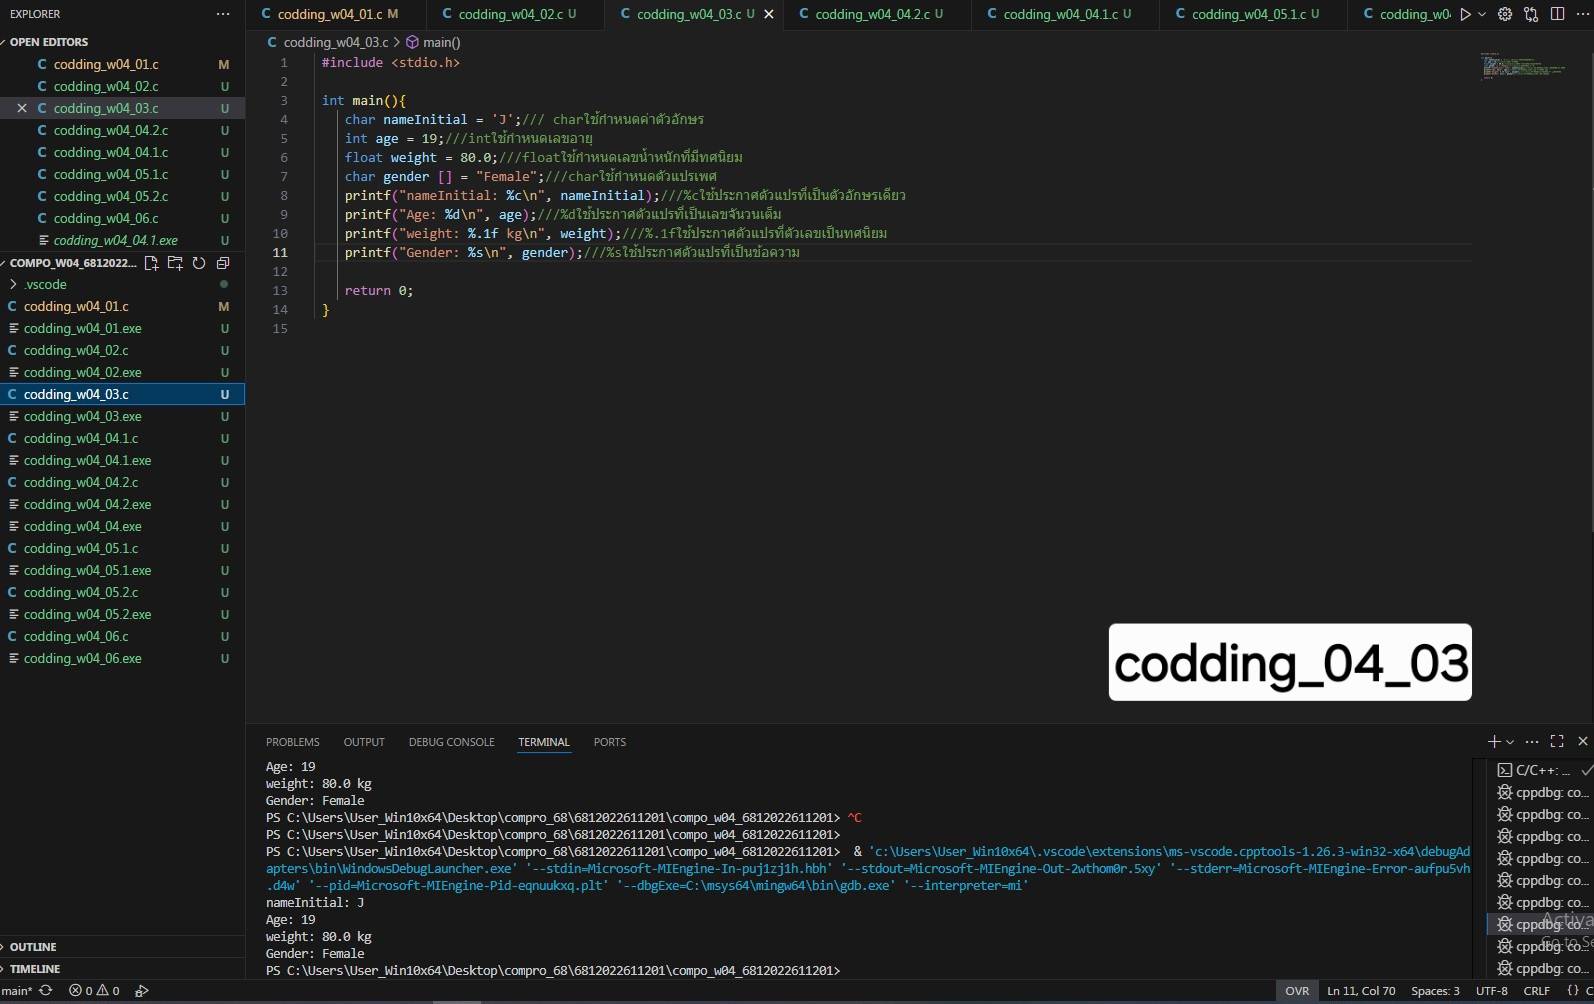 EXPLORER
OPEN EDITORS
codding_w04_01.c M
codding_w04_02.c U
codding_w04_03.c U
codding_w04_04.2.c U
codding_w04_04.1.c U
codding_w04_05.1.c U
codding_w04_05.2.c U
codding_w04_06.c U
codding_w04_04.1.exe U
COMPO_W04_6812022...
.vscode
codding_w04_01.c M
codding_w04_01.exe U
codding_w04_02.c U
codding_w04_02.exe U
codding_w04_03.c U
codding_w04_03.exe U
codding_w04_04.1.c U
codding_w04_04.1.exe U
codding_w04_04.2.c U
codding_w04_04.2.exe U
codding_w04_04.exe U
codding_w04_05.1.c U
codding_w04_05.1.exe U
codding_w04_05.2.c U
codding_w04_05.2.exe U
codding_w04_06.c U
codding_w04_06.exe U
OUTLINE
TIMELINE
codding_w04_01.c M codding_w04_02.c U codding_w04_03.c U codding_w04_04.2.c U codding_w04_04.1.c U codding_w04_05.1.c U
codding_w04_03.c > main()
1 #include <stdio.h>
2
3 int main(){
4 char nameInitial = 'J';/// charใช้กำหนดค่าตัวอักษร
5 int age = 19;///intใช้กำหนดเลขอายุ
6 float weight = 80.0;///floatใช้กำหนดเลขน้ำหนักที่มีทศนิยม
7 char gender [] = "Female";///charใช้กำหนดตัวแปรเพศ
8 printf("nameInitial: %c\n", nameInitial);///%cใช้ประกาศตัวแปรที่เป็นตัวอักษรเดียว
9 printf("Age: %d\n", age);///%dใช้ประกาศตัวแปรที่เป็นเลขจันวนเต็ม
10 printf("weight: %.1f kg\n", weight);///%.1fใช้ประกาศตัวแปรที่ตัวเลขเป็นทศนิยม
11 printf("Gender: %s\n", gender);///%sใช้ประกาศตัวแปรที่เป็นข้อความ
12
13 return 0;
14 }
15
codding_04_03
PROBLEMS OUTPUT DEBUG CONSOLE TERMINAL PORTS
Age: 19
weight: 80.0 kg
Gender: Female
PS C:\Users\User_Win10x64\Desktop\compro_68\6812022611201\compo_w04_6812022611201> ^C
PS C:\Users\User_Win10x64\Desktop\compro_68\6812022611201\compo_w04_6812022611201>
PS C:\Users\User_Win10x64\Desktop\compro_68\6812022611201\compo_w04_6812022611201> & 'c:\Users\User_Win10x64\.vscode\extensions\ms-vscode.cpptools-1.26.3-win32-x64\debugAd
apters\bin\WindowsDebugLauncher.exe' '--stdin=Microsoft-MIEngine-In-puj1zj1h.hbh' '--stdout=Microsoft-MIEngine-Out-2wthom0r.5xy' '--stderr=Microsoft-MIEngine-Error-aufpu5vh
.d4w' '--pid=Microsoft-MIEngine-Pid-eqnuukxq.plt' '--dbgExe=C:\msys64\mingw64\bin\gdb.exe' '--interpreter=mi'
nameInitial: J
Age: 19
weight: 80.0 kg
Gender: Female
PS C:\Users\User_Win10x64\Desktop\compro_68\6812022611201\compo_w04_6812022611201>
C/C++: ...
cppdbg: co...
cppdbg: co...
cppdbg: co...
cppdbg: co...
cppdbg: co...
cppdbg: co...
cppdbg: co...
cppdbg: co...
cppdbg: co...
main* 0 0 OVR Ln 11, Col 70 Spaces: 3 UTF-8 CRLF {} C